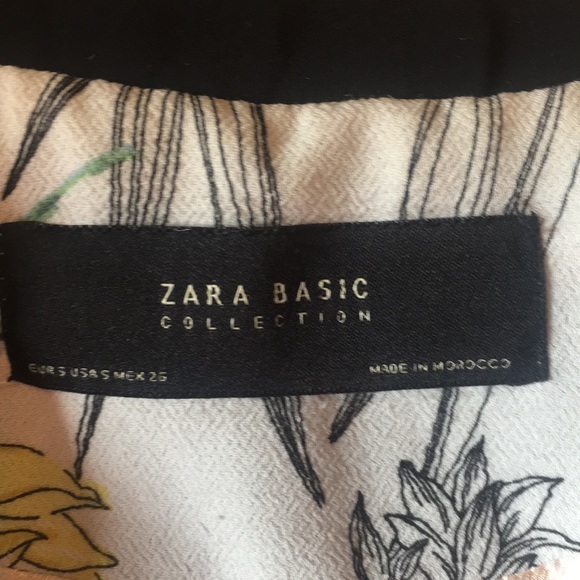 ZARA BASIC
COLLECTION
EUR S USA S MEX 26
MADE IN MOROCCO